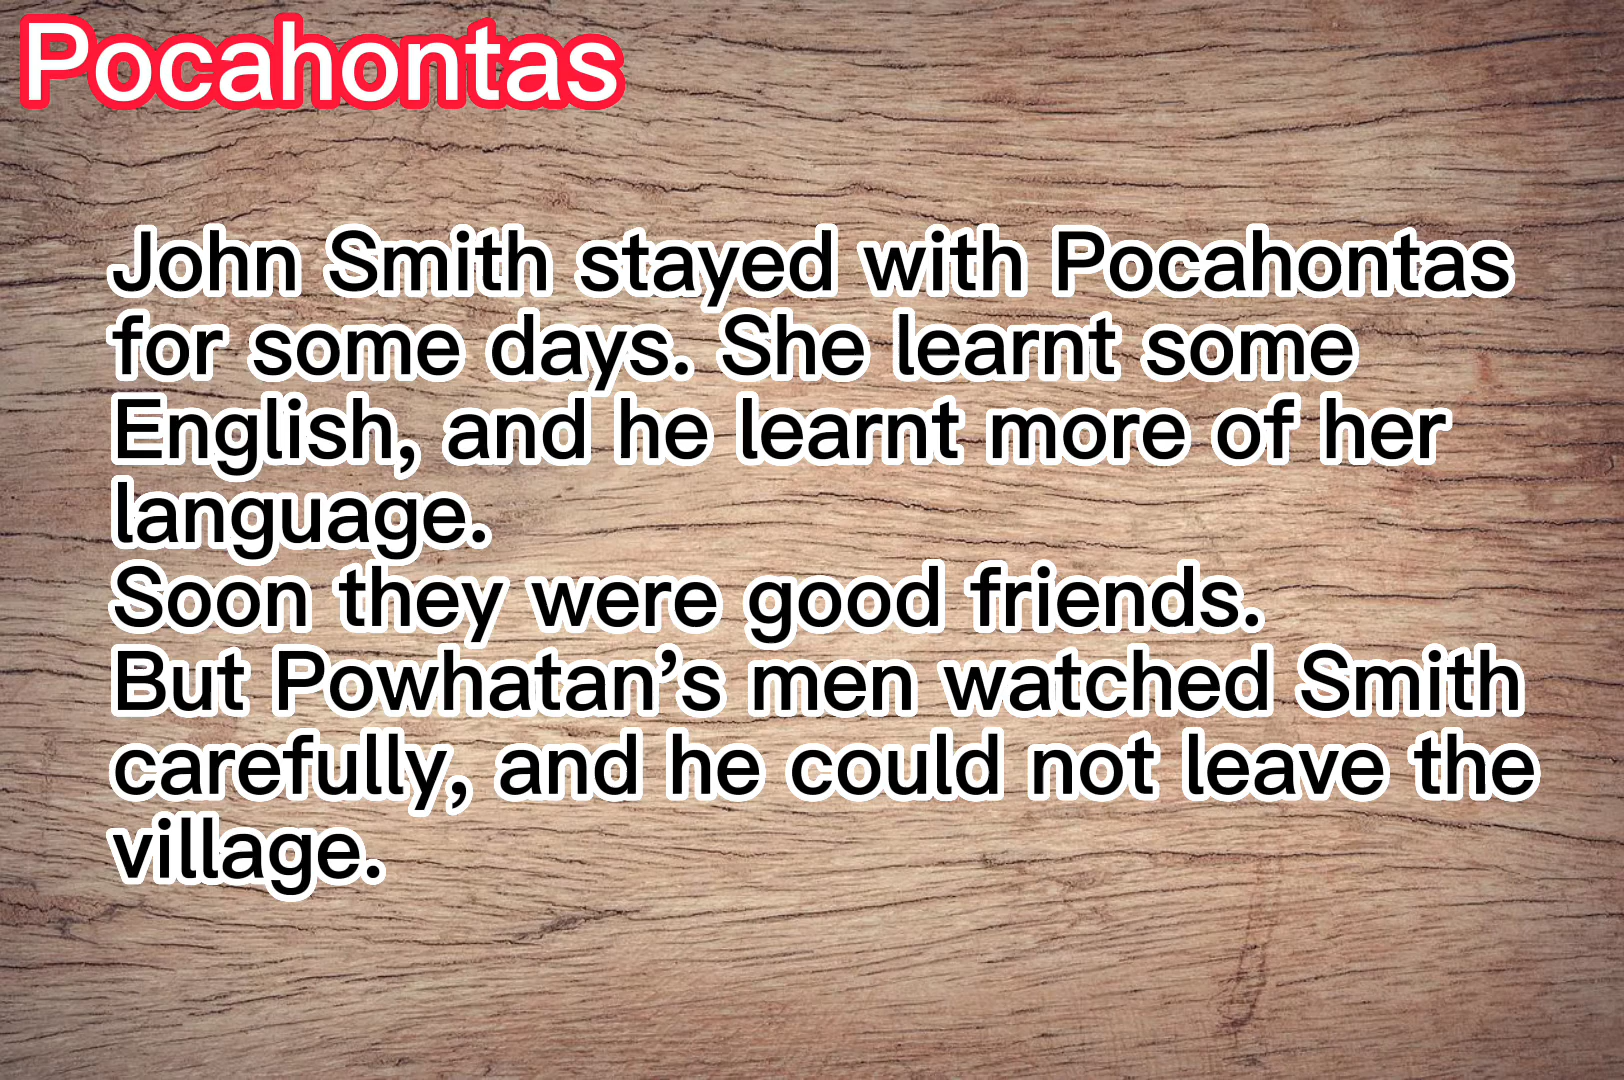 Pocahontas
John Smith stayed with Pocahontas
for some days. She learnt some
English, and he learnt more of her
language.
Soon they were good friends.
But Powhatan’s men watched Smith
carefully, and he could not leave the
village.